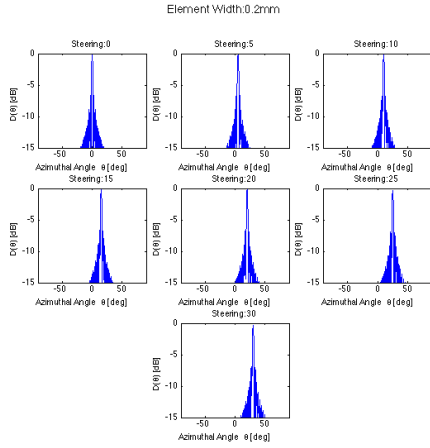 Element Width:0.2mm
Steering:0
Steering:5
Steering:10
0
-5
-10
-15
D(θ) [dB]
-50 0 50
Azimuthal Angle θ [deg]
0
-5
-10
-15
D(θ) [dB]
-50 0 50
Azimuthal Angle θ [deg]
0
-5
-10
-15
D(θ) [dB]
-50 0 50
Azimuthal Angle θ [deg]
Steering:15
Steering:20
Steering:25
0
-5
-10
-15
D(θ) [dB]
-50 0 50
Azimuthal Angle θ [deg]
0
-5
-10
-15
D(θ) [dB]
-50 0 50
Azimuthal Angle θ [deg]
0
-5
-10
-15
D(θ) [dB]
-50 0 50
Azimuthal Angle θ [deg]
Steering:30
0
-5
-10
-15
D(θ) [dB]
-50 0 50
Azimuthal Angle θ [deg]